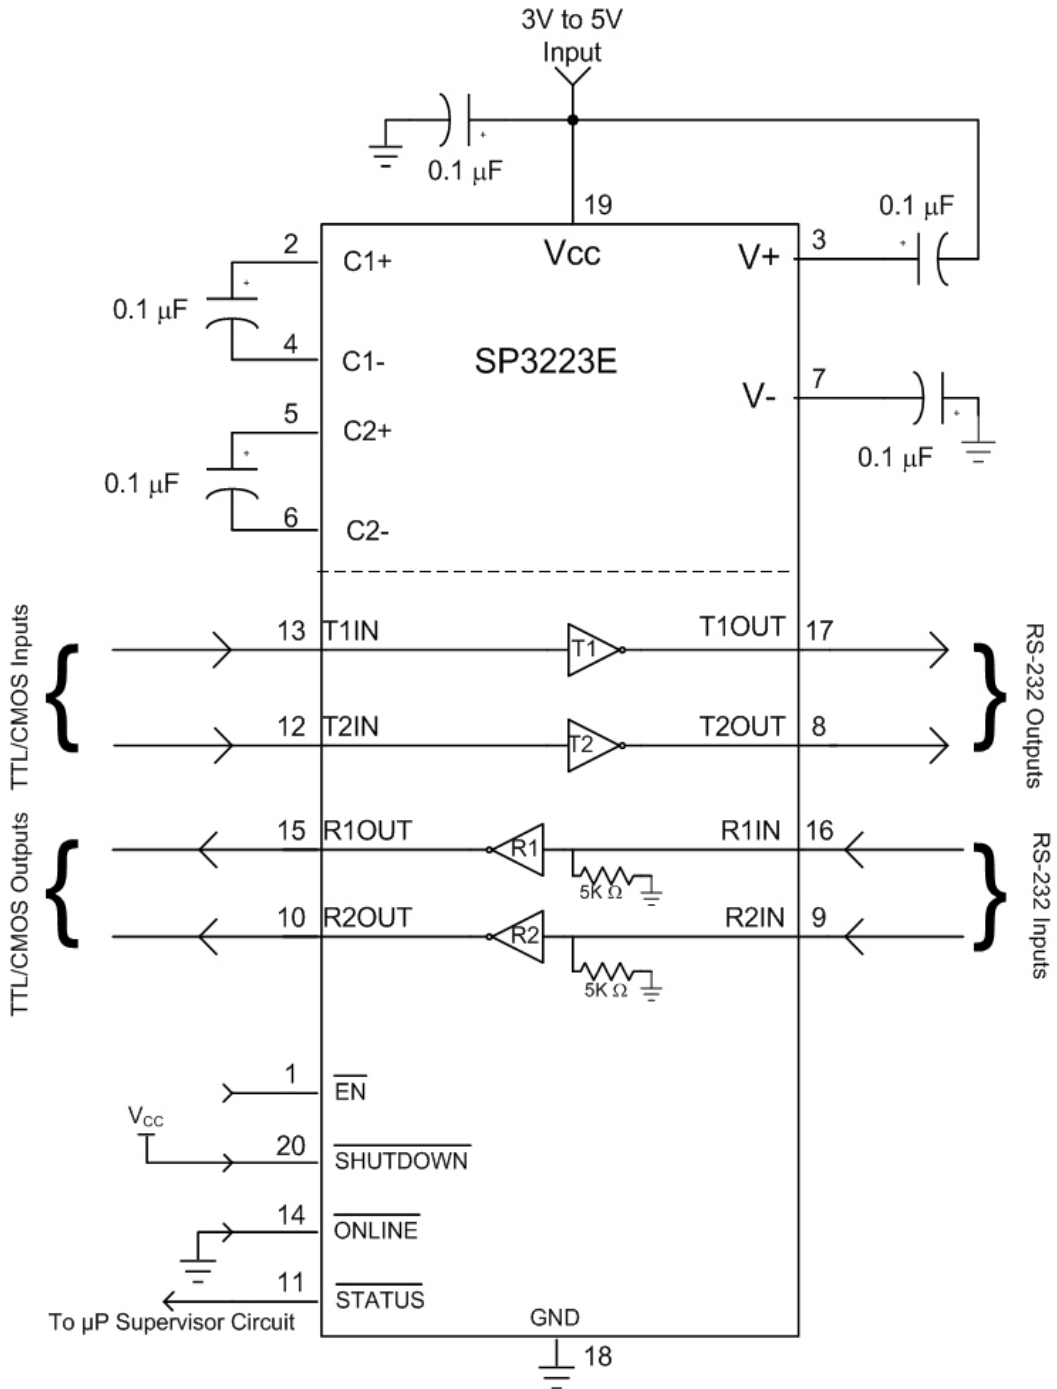 3V to 5V
Input
0.1 µF
19
0.1 µF
2
C1+
Vcc
V+
3
0.1 µF
4
C1-
SP3223E
V-
7
5
C2+
0.1 µF
0.1 µF
6
C2-
TTL/CMOS Inputs
13
T1IN
T1
T1OUT
17
RS-232 Outputs
12
T2IN
T2
T2OUT
8
TTL/CMOS Outputs
15
R1OUT
R1
R1IN
16
RS-232 Inputs
5K Ω
10
R2OUT
R2
R2IN
9
5K Ω
1
EN
VCC
20
SHUTDOWN
14
ONLINE
11
STATUS
To µP Supervisor Circuit
GND
18